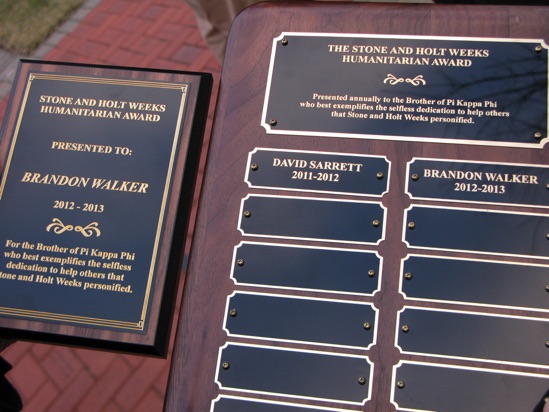 STONE AND HOLT WEEKS
HUMANITARIAN AWARD
PRESENTED TO:
BRANDON WALKER
2012 - 2013
For the Brother of Pi Kappa Phi
who best exemplifies the selfless
dedication to help others that
Stone and Holt Weeks personified.
THE STONE AND HOLT WEEKS
HUMANITARIAN AWARD
Presented annually to the Brother of Pi Kappa Phi
who best exemplifies the selfless dedication to help others
that Stone and Holt Weeks personified.
DAVID SARRETT
2011-2012
BRANDON WALKER
2012-2013